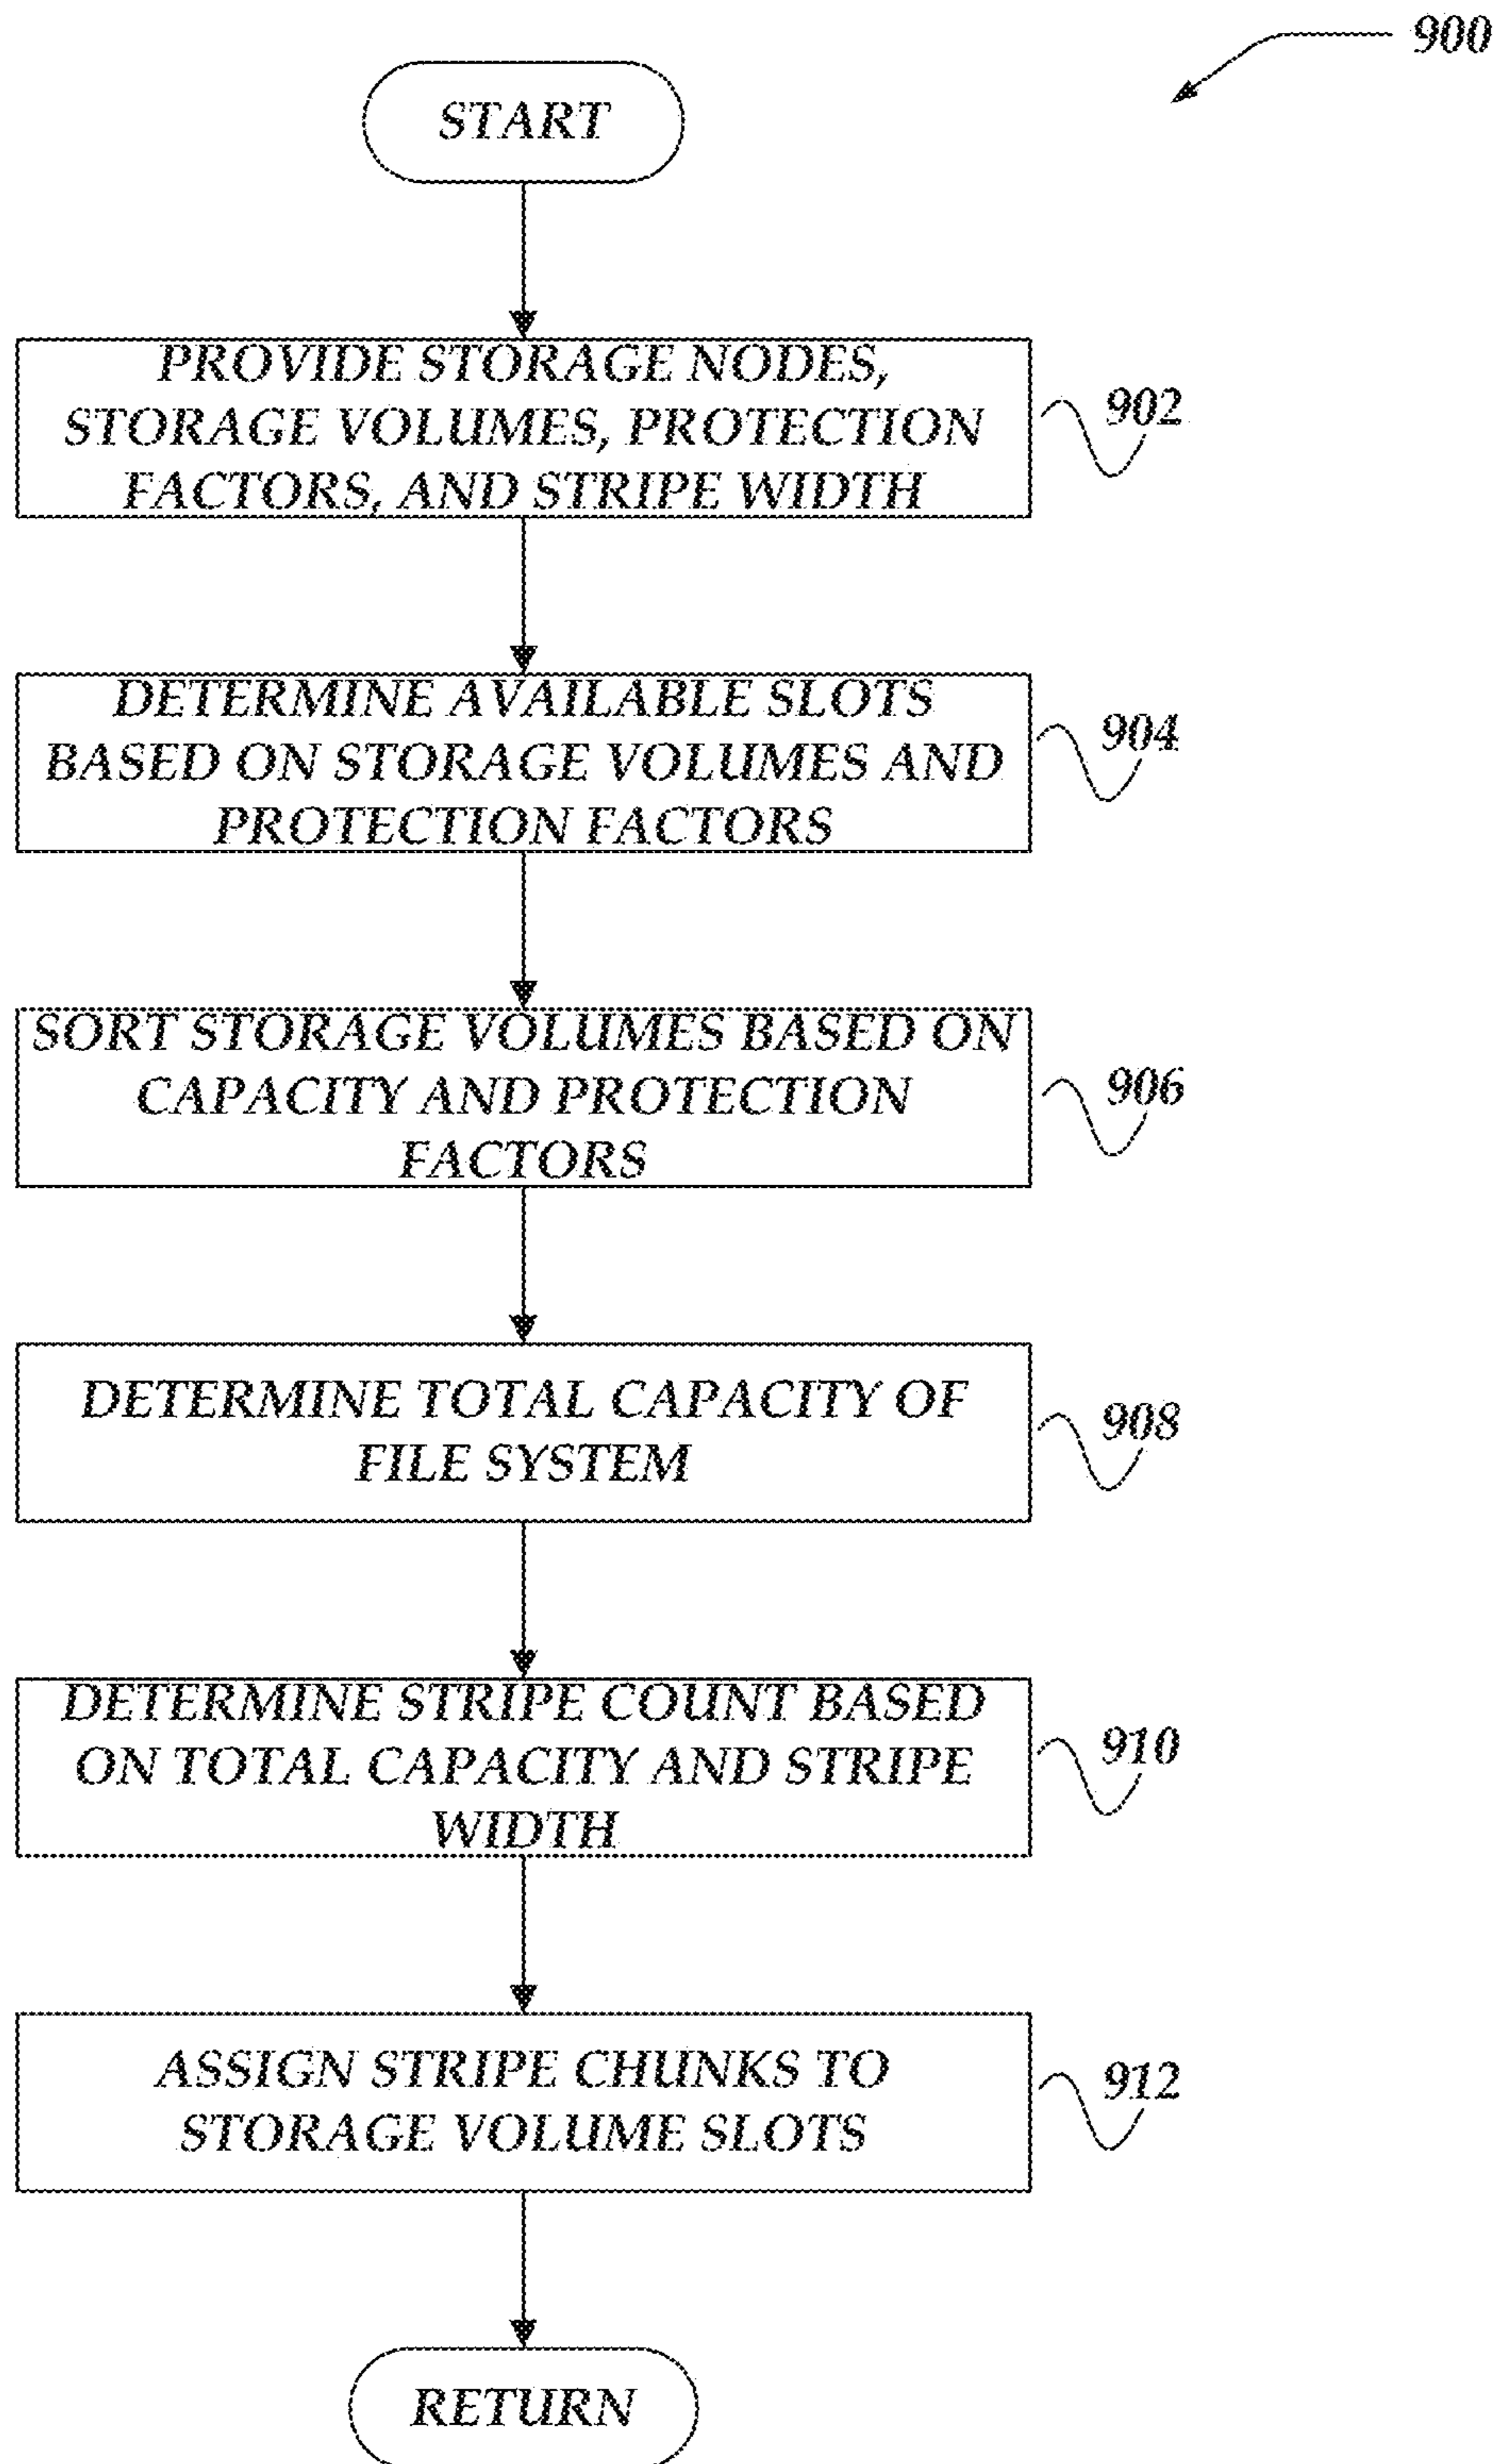 900
START
PROVIDE STORAGE NODES,
STORAGE VOLUMES, PROTECTION
FACTORS, AND STRIPE WIDTH
902
DETERMINE AVAILABLE SLOTS
BASED ON STORAGE VOLUMES AND
PROTECTION FACTORS
904
SORT STORAGE VOLUMES BASED ON
CAPACITY AND PROTECTION
FACTORS
906
DETERMINE TOTAL CAPACITY OF
FILE SYSTEM
908
DETERMINE STRIPE COUNT BASED
ON TOTAL CAPACITY AND STRIPE
WIDTH
910
ASSIGN STRIPE CHUNKS TO
STORAGE VOLUME SLOTS
912
RETURN